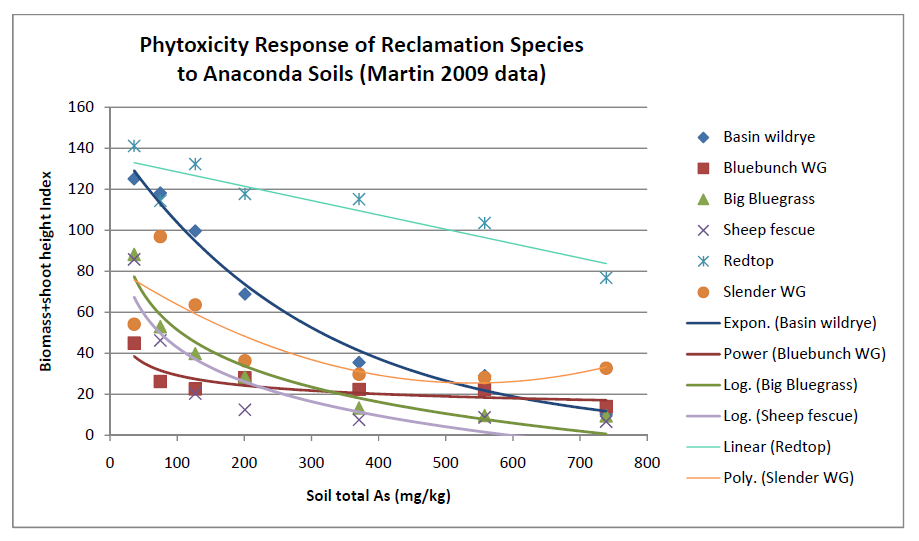 Phytoxicity Response of Reclamation Species
to Anaconda Soils (Martin 2009 data)
160
140
120
100
80
60
40
20
0
Biomass+shoot height Index
0 100 200 300 400 500 600 700 800
Soil total As (mg/kg)
Basin wildrye
Bluebunch WG
Big Bluegrass
Sheep fescue
Redtop
Slender WG
Expon. (Basin wildrye)
Power (Bluebunch WG)
Log. (Big Bluegrass)
Log. (Sheep fescue)
Linear (Redtop)
Poly. (Slender WG)